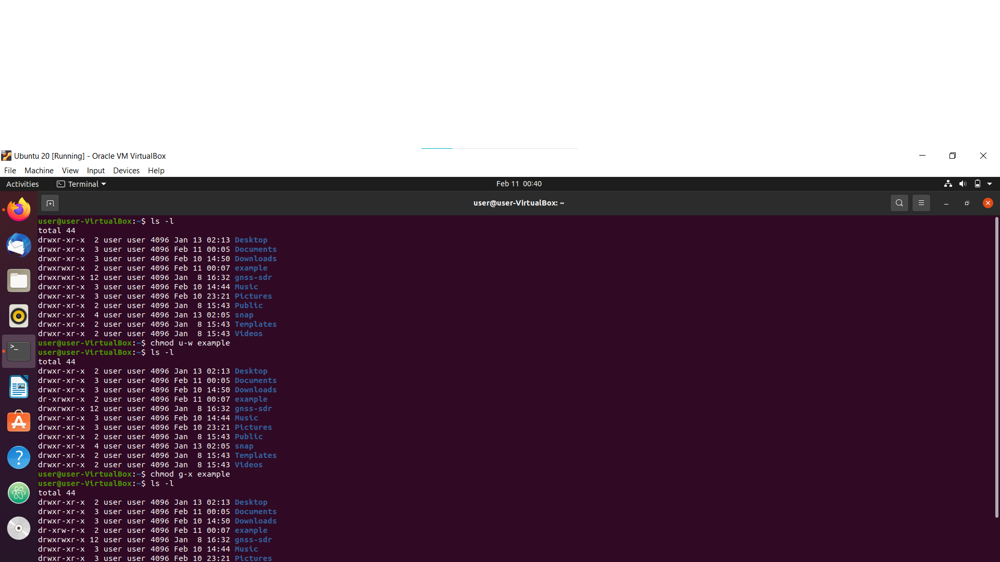 Ubuntu 20 [Running] - Oracle VM VirtualBox
File Machine View Input Devices Help
Activities Terminal Feb 11 00:40
user@user-VirtualBox: ~
user@user-VirtualBox:~$ ls -l
total 44
drwxr-xr-x  2 user user 4096 Jan 13 02:13 Desktop
drwxr-xr-x  3 user user 4096 Feb 11 00:05 Documents
drwxr-xr-x  3 user user 4096 Feb 10 14:50 Downloads
drwxrwxr-x  2 user user 4096 Feb 11 00:07 example
drwxrwxr-x 12 user user 4096 Jan  8 16:32 gnss-sdr
drwxr-xr-x  3 user user 4096 Feb 10 14:44 Music
drwxr-xr-x  3 user user 4096 Feb 10 23:21 Pictures
drwxr-xr-x  2 user user 4096 Jan  8 15:43 Public
drwxr-xr-x  4 user user 4096 Jan 13 02:05 snap
drwxr-xr-x  2 user user 4096 Jan  8 15:43 Templates
drwxr-xr-x  2 user user 4096 Jan  8 15:43 Videos
user@user-VirtualBox:~$ chmod u-w example
user@user-VirtualBox:~$ ls -l
total 44
drwxr-xr-x  2 user user 4096 Jan 13 02:13 Desktop
drwxr-xr-x  3 user user 4096 Feb 11 00:05 Documents
drwxr-xr-x  3 user user 4096 Feb 10 14:50 Downloads
dr-xrwxr-x  2 user user 4096 Feb 11 00:07 example
drwxrwxr-x 12 user user 4096 Jan  8 16:32 gnss-sdr
drwxr-xr-x  3 user user 4096 Feb 10 14:44 Music
drwxr-xr-x  3 user user 4096 Feb 10 23:21 Pictures
drwxr-xr-x  2 user user 4096 Jan  8 15:43 Public
drwxr-xr-x  4 user user 4096 Jan 13 02:05 snap
drwxr-xr-x  2 user user 4096 Jan  8 15:43 Templates
drwxr-xr-x  2 user user 4096 Jan  8 15:43 Videos
user@user-VirtualBox:~$ chmod g-x example
user@user-VirtualBox:~$ ls -l
total 44
drwxr-xr-x  2 user user 4096 Jan 13 02:13 Desktop
drwxr-xr-x  3 user user 4096 Feb 11 00:05 Documents
drwxr-xr-x  3 user user 4096 Feb 10 14:50 Downloads
dr-xrw-r-x  2 user user 4096 Feb 11 00:07 example
drwxrwxr-x 12 user user 4096 Jan  8 16:32 gnss-sdr
drwxr-xr-x  3 user user 4096 Feb 10 14:44 Music
drwxr-xr-x  3 user user 4096 Feb 10 23:21 Pictures